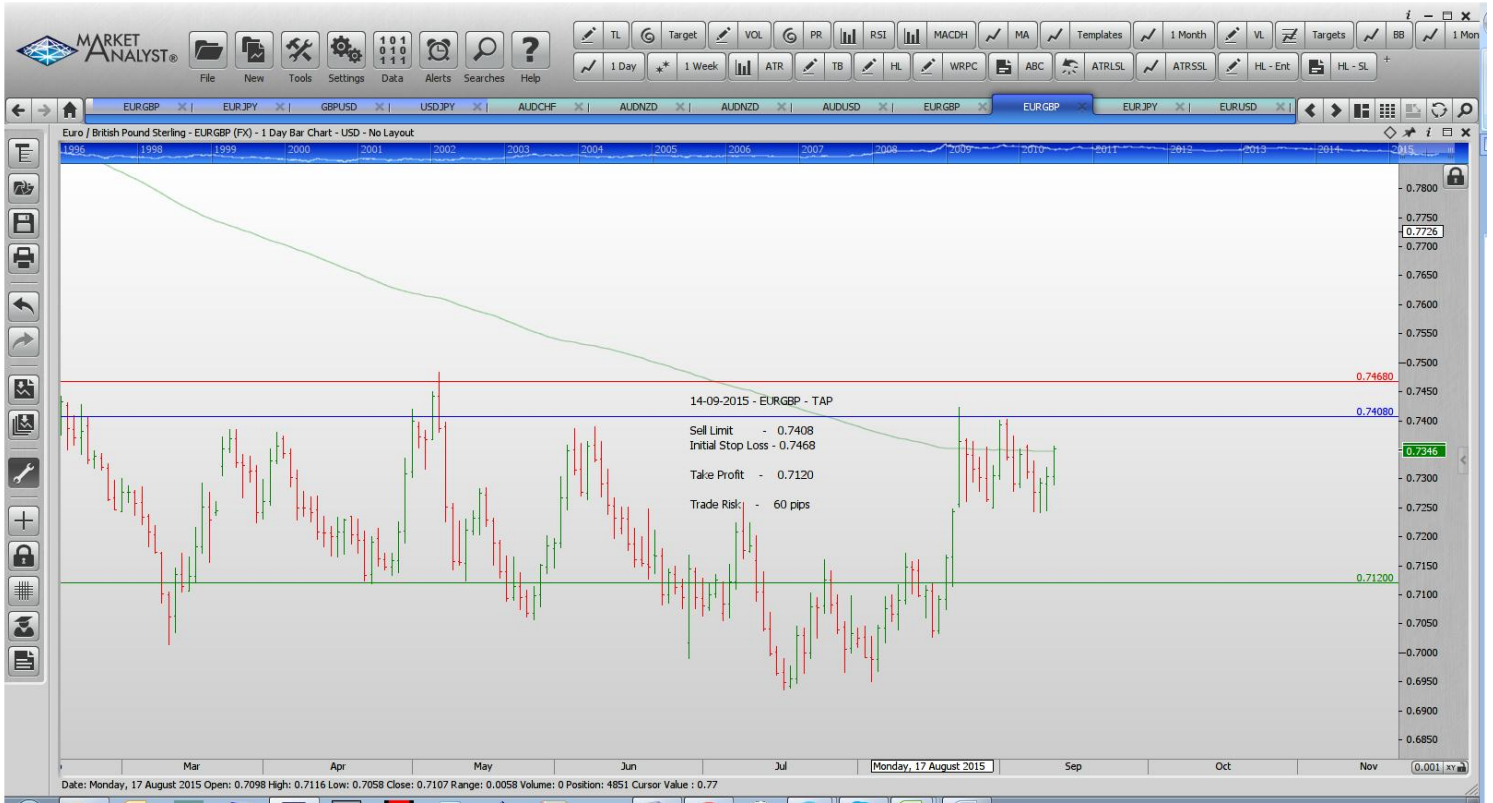 MARKET ANALYST®
File New Tools Settings Data Alerts Searches Help
TL Target VOL PR RSI MACDH MA Templates 1 Month VL Targets BB 1 Mon
1 Day 1 Week ATR TB HL WRPC ABC ATRLSL ATRSSL HL - Ent HL - SL
EURGBP EURJPY GBPUSD USDJPY AUDCHF AUDNZD AUDNZD AUDUSD EURGBP EURGBP EURJPY EURUSD
Euro / British Pound Sterling - EURGBP (FX) - 1 Day Bar Chart - USD - No Layout
1996 1998 1999 2000 2001 2002 2003 2004 2005 2006 2007 2008 2009 2010 2011 2012 2013 2014 2015
0.7800
0.7750
0.7726
0.7700
0.7650
0.7600
0.7550
0.7500
0.74680
0.7450
14-09-2015 - EURGBP - TAP
0.74080
0.7400
Sell Limit - 0.7408
Initial Stop Loss - 0.7468
0.7346
Take Profit - 0.7120
0.7300
Trade Risk - 60 pips
0.7250
0.7200
0.7150
0.71200
0.7100
0.7050
0.7000
0.6950
0.6900
0.6850
Mar Apr May Jun Jul Monday, 17 August 2015 Sep Oct Nov 0.001 XY
Date: Monday, 17 August 2015 Open: 0.7098 High: 0.7116 Low: 0.7058 Close: 0.7107 Range: 0.0058 Volume: 0 Position: 4851 Cursor Value : 0.77